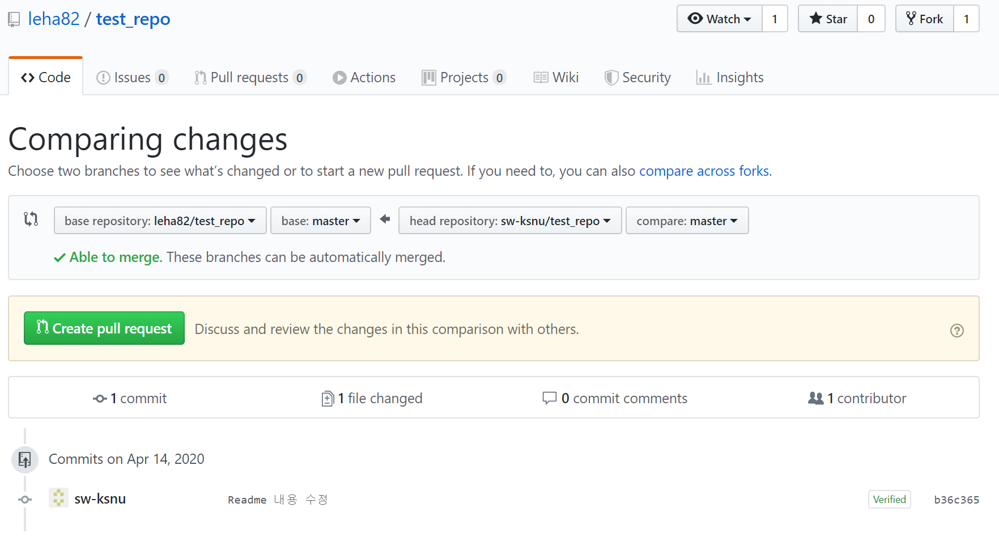 leha82 / test_repo
Watch 1 Star 0 Fork 1
Code Issues 0 Pull requests 0 Actions Projects 0 Wiki Security Insights
Comparing changes
Choose two branches to see what's changed or to start a new pull request. If you need to, you can also compare across forks.
base repository: leha82/test_repo base: master head repository: sw-ksnu/test_repo compare: master
Able to merge. These branches can be automatically merged.
Create pull request Discuss and review the changes in this comparison with others.
1 commit 1 file changed 0 commit comments 1 contributor
Commits on Apr 14, 2020
sw-ksnu Readme 내용 수정 Verified b36c365